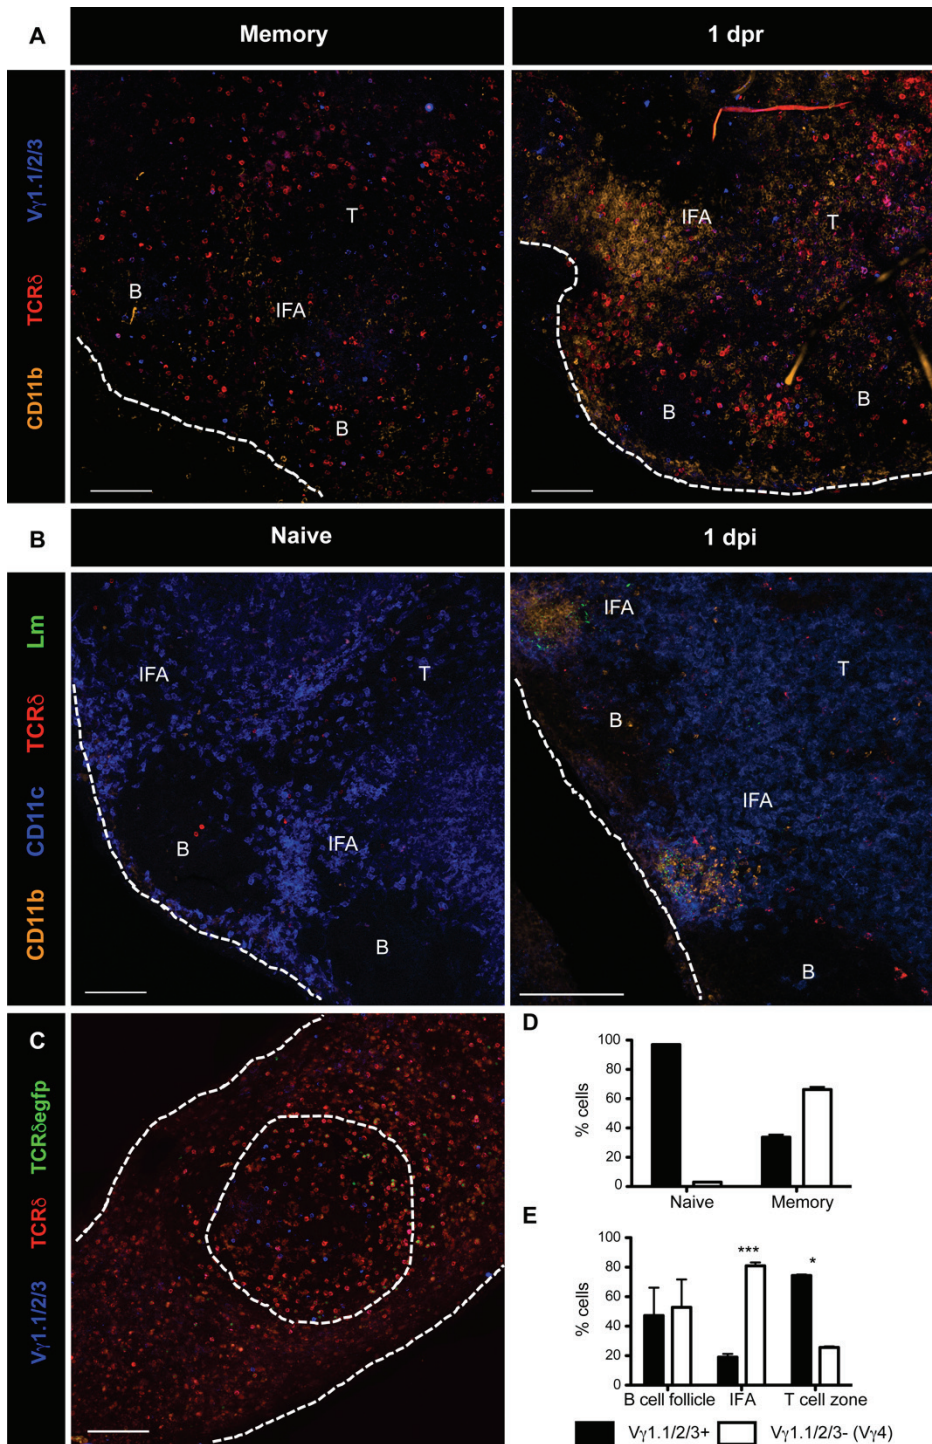 A
Memory
1 dpr
CD11b TCRδ Vγ1.1/2/3
T
B
IFA
B
IFA
T
B
B
B
Naive
1 dpi
CD11b CD11c TCRδ Lm
IFA
T
B
IFA
B
IFA
T
B
IFA
B
C
Vγ1.1/2/3 TCRδ TCRδegfp
D
% cells
100
80
60
40
20
0
Naive Memory
E
% cells
100
80
60
40
20
0
***
*
B cell follicle IFA T cell zone
Vγ1.1/2/3+ Vγ1.1/2/3- (Vγ4)